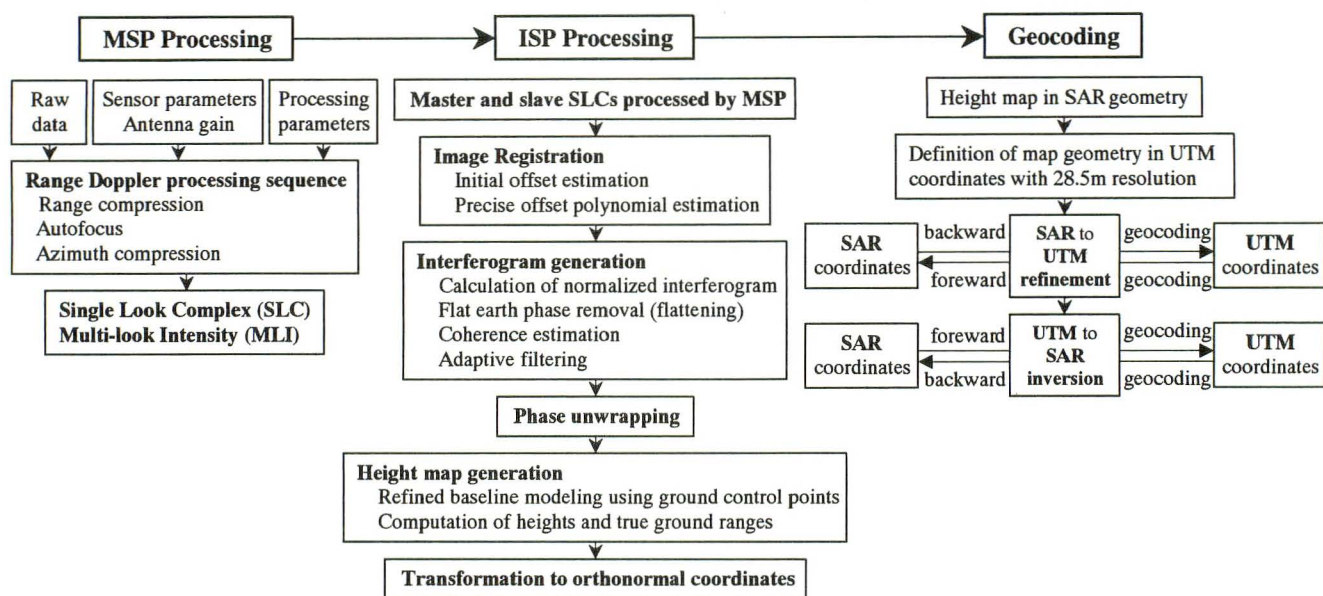 MSP Processing
ISP Processing
Geocoding
Raw
data
Sensor parameters
Antenna gain
Processing
parameters
Range Doppler processing sequence
Range compression
Autofocus
Azimuth compression
Single Look Complex (SLC)
Multi-look Intensity (MLI)
Master and slave SLCs processed by MSP
Image Registration
Initial offset estimation
Precise offset polynomial estimation
Interferogram generation
Calculation of normalized interferogram
Flat earth phase removal (flattening)
Coherence estimation
Adaptive filtering
Phase unwrapping
Height map generation
Refined baseline modeling using ground control points
Computation of heights and true ground ranges
Transformation to orthonormal coordinates
Height map in SAR geometry
Definition of map geometry in UTM
coordinates with 28.5m resolution
SAR
coordinates
backward
foreward
SAR to
UTM
refinement
geocoding
geocoding
UTM
coordinates
SAR
coordinates
foreward
backward
UTM to
SAR
inversion
geocoding
geocoding
UTM
coordinates